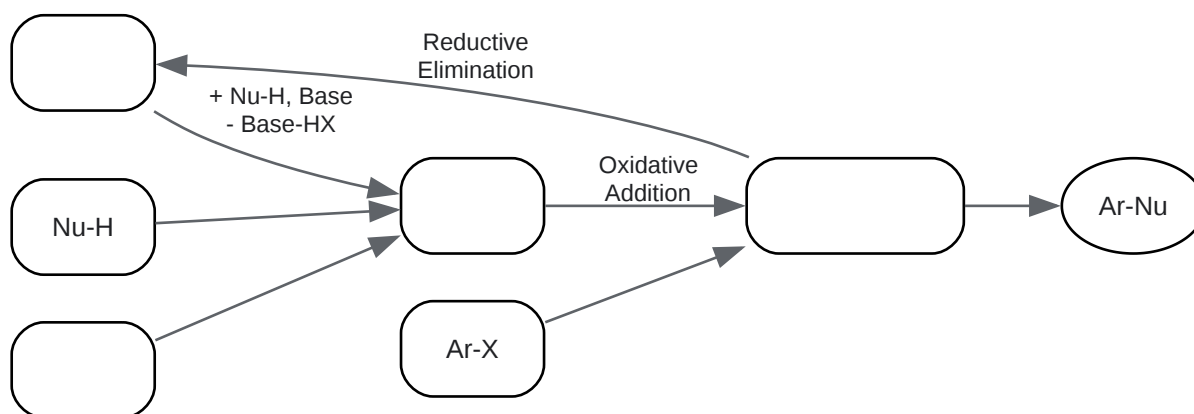 Reductive
Elimination
+ Nu-H, Base
- Base-HX
Oxidative
Addition
Nu-H
Ar-Nu
Ar-X